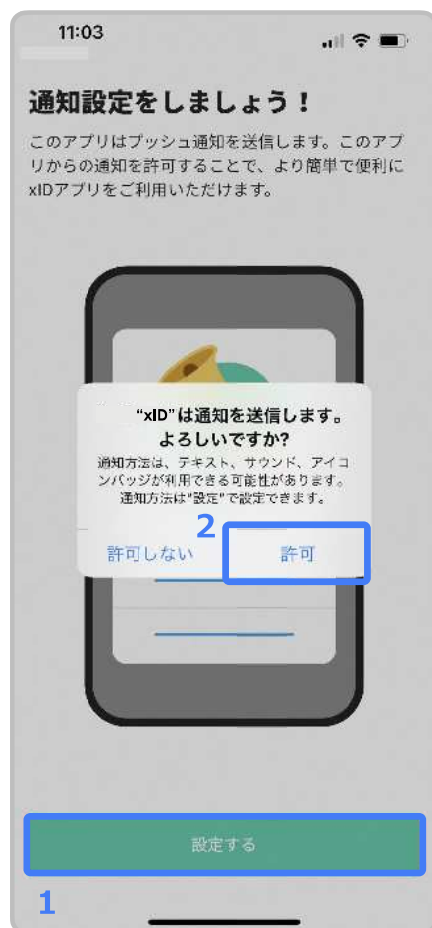 11:03
通知設定をしましょう！
このアプリはプッシュ通知を送信します。このアプ
リからの通知を許可することで、より簡単で便利に
xIDアプリをご利用いただけます。
“xID”は通知を送信します。
よろしいですか?
通知方法は、テキスト、サウンド、アイコ
ンバッジが利用できる可能性があります。
通知方法は"設定"で設定できます。
2
許可しない
許可
設定する
1